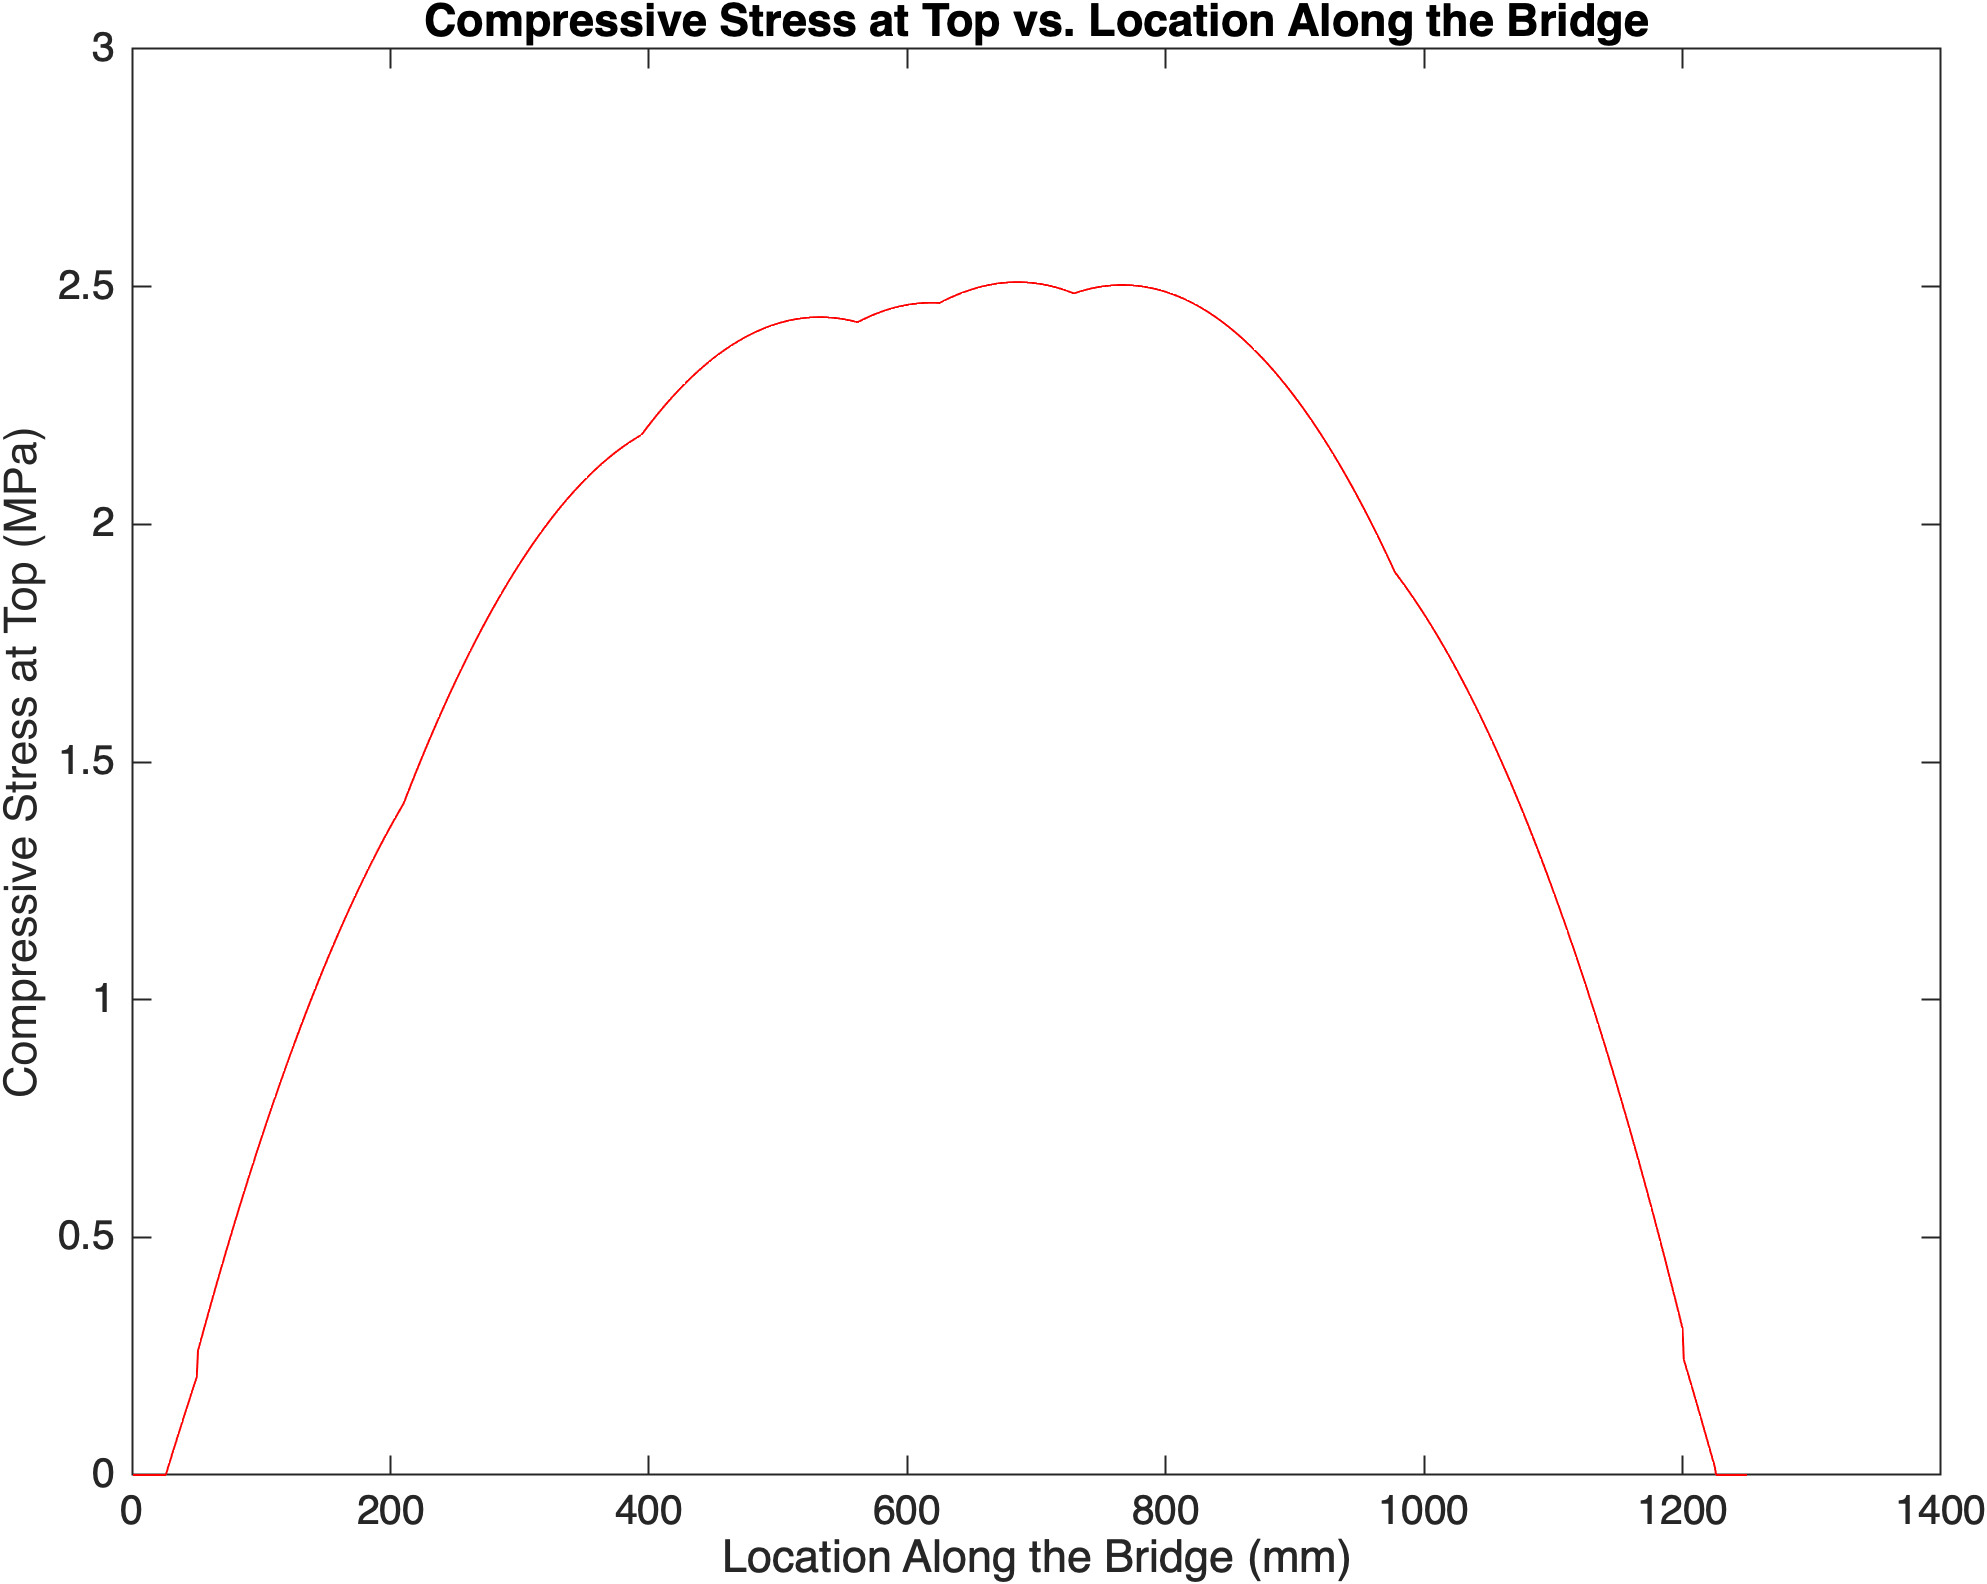 Compressive Stress at Top vs. Location Along the Bridge
3
2.5
2
1.5
1
0.5
0
Compressive Stress at Top (MPa)
0 200 400 600 800 1000 1200 1400
Location Along the Bridge (mm)